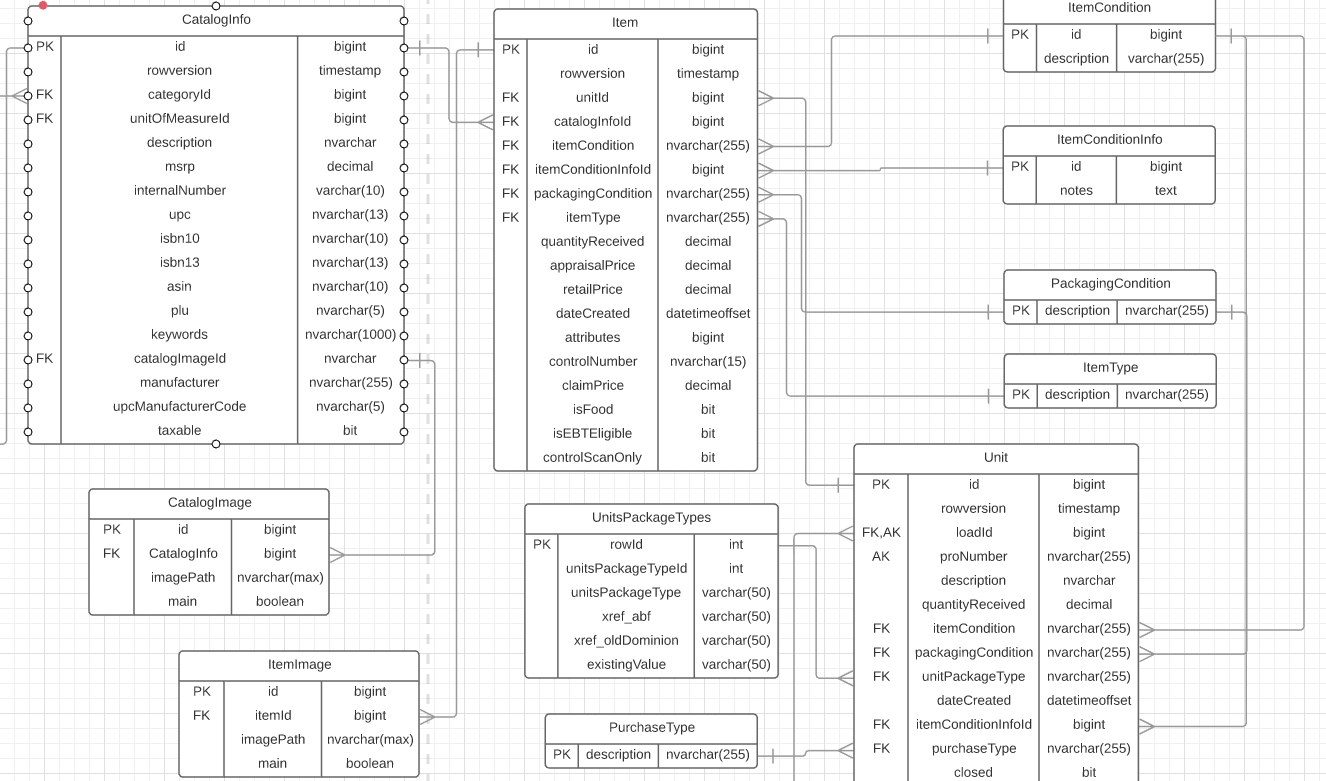 CatalogInfo
PK id bigint
rowversion timestamp
FK categoryId bigint
FK unitOfMeasureId bigint
description nvarchar
msrp decimal
internalNumber varchar(10)
upc nvarchar(13)
isbn10 nvarchar(10)
isbn13 nvarchar(13)
asin nvarchar(10)
plu nvarchar(5)
keywords nvarchar(1000)
FK catalogImageId nvarchar
manufacturer nvarchar(255)
upcManufacturerCode nvarchar(5)
taxable bit
Item
PK id bigint
rowversion timestamp
FK unitId bigint
FK catalogInfoId bigint
FK itemCondition nvarchar(255)
FK itemConditionInfoId bigint
FK packagingCondition nvarchar(255)
FK itemType nvarchar(255)
quantityReceived decimal
appraisalPrice decimal
retailPrice decimal
dateCreated datetimeoffset
attributes bigint
controlNumber nvarchar(15)
claimPrice decimal
isFood bit
isEBTEligible bit
controlScanOnly bit
ItemCondition
PK id bigint
description varchar(255)
ItemConditionInfo
PK id bigint
notes text
PackagingCondition
PK description nvarchar(255)
ItemType
PK description nvarchar(255)
CatalogImage
PK id bigint
FK CatalogInfo bigint
imagePath nvarchar(max)
main boolean
ItemImage
PK id bigint
FK itemId bigint
imagePath nvarchar(max)
main boolean
UnitsPackageTypes
PK rowId int
unitsPackageTypeId int
unitsPackageType varchar(50)
xref_abf varchar(50)
xref_oldDominion varchar(50)
existingValue varchar(50)
PurchaseType
PK description nvarchar(255)
Unit
PK id bigint
rowversion timestamp
FK,AK loadId bigint
AK proNumber nvarchar(255)
description nvarchar
quantityReceived decimal
FK itemCondition nvarchar(255)
FK packagingCondition nvarchar(255)
FK unitPackageType nvarchar(255)
dateCreated datetimeoffset
FK itemConditionInfoId bigint
FK purchaseType nvarchar(255)
closed bit